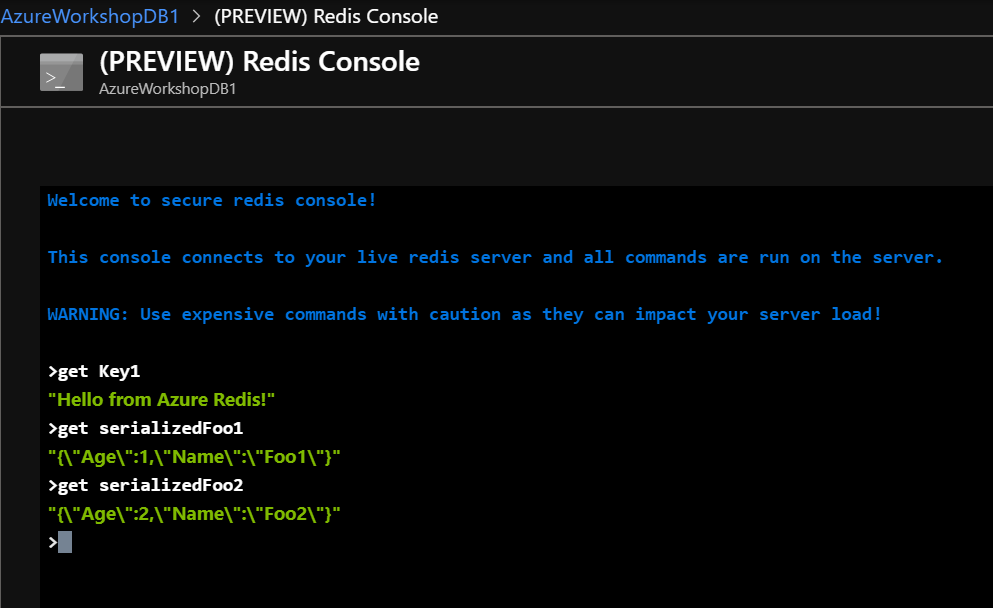 AzureWorkshopDB1 > (PREVIEW) Redis Console
>_
(PREVIEW) Redis Console
AzureWorkshopDB1
Welcome to secure redis console!
This console connects to your live redis server and all commands are run on the server.
WARNING: Use expensive commands with caution as they can impact your server load!
>get Key1
"Hello from Azure Redis!"
>get serializedFoo1
"{\"Age\":1,\"Name\":\"Foo1\"}"
>get serializedFoo2
"{\"Age\":2,\"Name\":\"Foo2\"}"
>